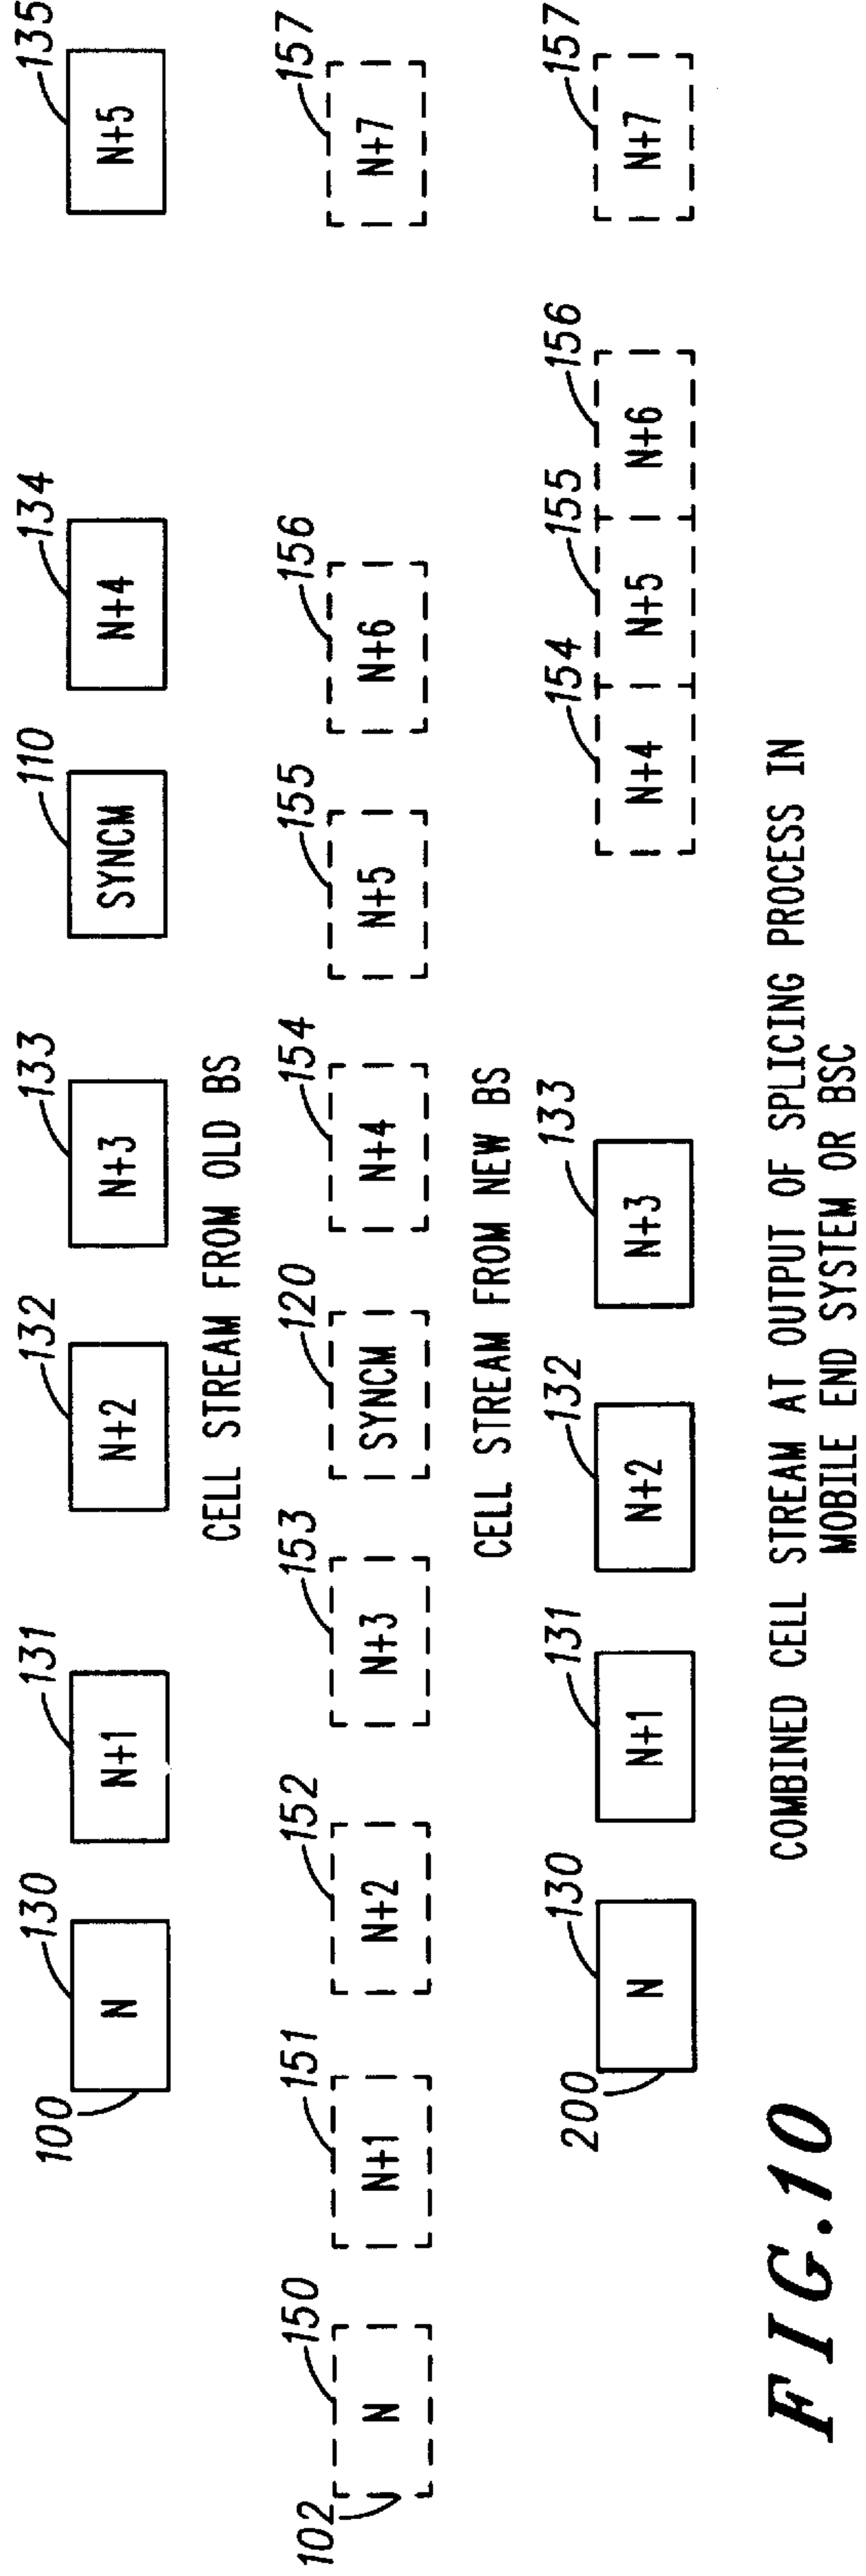 130 131 132 133 110 134 135
100 N N+1 N+2 N+3 SYNCM N+4 N+5
CELL STREAM FROM OLD BS
150 151 152 153 120 154 155 156 157
102 N N+1 N+2 N+3 SYNCM N+4 N+5 N+6 N+7
CELL STREAM FROM NEW BS
130 131 132 133 154 155 156 157
200 N N+1 N+2 N+3 N+4 N+5 N+6 N+7
COMBINED CELL STREAM AT OUTPUT OF SPLICING PROCESS IN
MOBILE END SYSTEM OR BSC
FIG.10